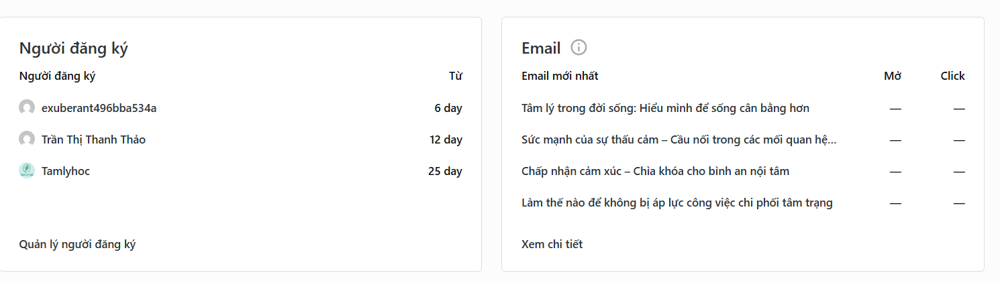 Người đăng ký
Người đăng ký Từ
exuberant496bba534a 6 day
Trần Thị Thanh Thảo 12 day
Tamlyhoc 25 day
Quản lý người đăng ký
Email
Email mới nhất Mở Click
Tâm lý trong đời sống: Hiểu mình để sống cân bằng hơn — —
Sức mạnh của sự thấu cảm – Cầu nối trong các mối quan hệ... — —
Chấp nhận cảm xúc – Chìa khóa cho bình an nội tâm — —
Làm thế nào để không bị áp lực công việc chi phối tâm trạng — —
Xem chi tiết